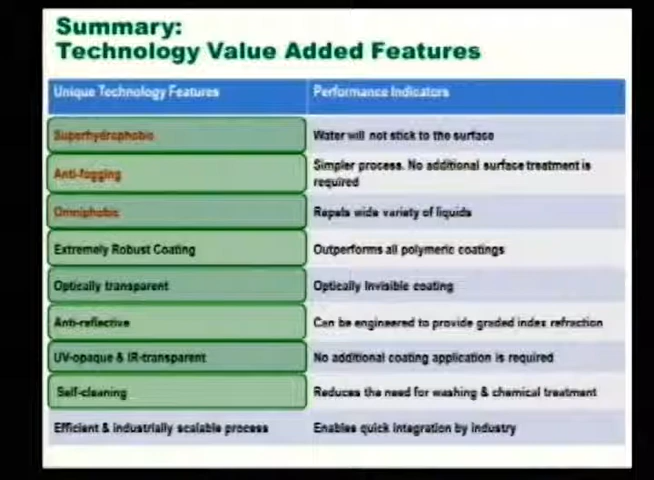 Summary:
Technology Value Added Features
Unique Technology Features
Performance Indicators
Superhydrophobic
Water will not stick to the surface
Anti-fogging
Simpler process. No additional surface treatment is
required
Omniphobic
Repels wide variety of liquids
Extremely Robust Coating
Outperforms all polymeric coatings
Optically transparent
Optically Invisible coating
Anti-reflective
Can be engineered to provide graded index refraction
UV-opaque & IR-transparent
No additional coating application is required
Self-cleaning
Reduces the need for washing & chemical treatment
Efficient & industrially scalable process
Enables quick integration by industry